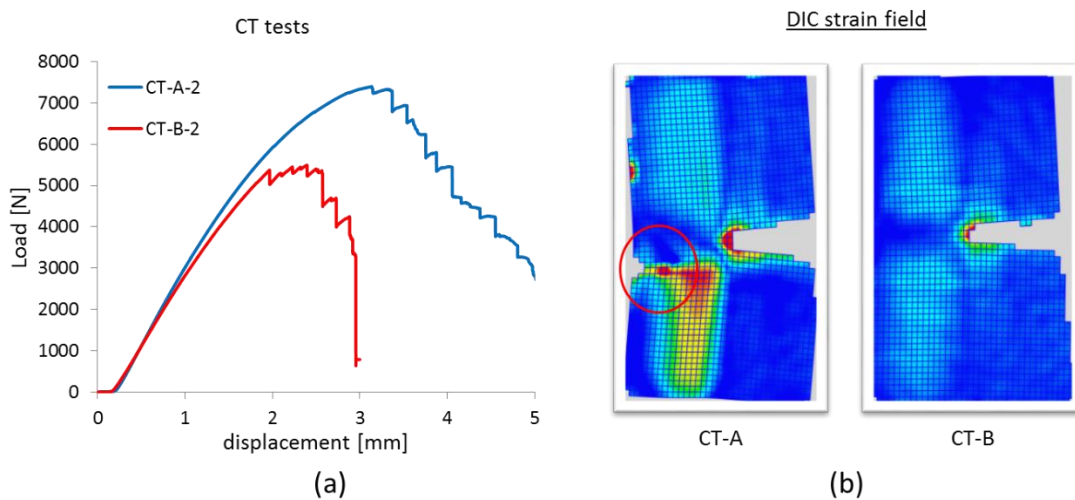 CT tests
8000
7000
6000
5000
4000
3000
2000
1000
0
Load [N]
CT-A-2
CT-B-2
0 1 2 3 4 5
displacement [mm]
(a)
DIC strain field
CT-A
CT-B
(b)